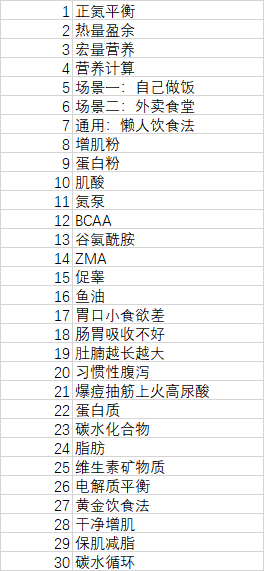 1 正氮平衡
2 热量盈余
3 宏量营养
4 营养计算
5 场景一：自己做饭
6 场景二：外卖食堂
7 通用：懒人饮食法
8 增肌粉
9 蛋白粉
10 肌酸
11 氮泵
12 BCAA
13 谷氨酰胺
14 ZMA
15 促睾
16 鱼油
17 胃口小食欲差
18 肠胃吸收不好
19 肚腩越长越大
20 习惯性腹泻
21 爆痘抽筋上火高尿酸
22 蛋白质
23 碳水化合物
24 脂肪
25 维生素矿物质
26 电解质平衡
27 黄金饮食法
28 干净增肌
29 保肌减脂
30 碳水循环